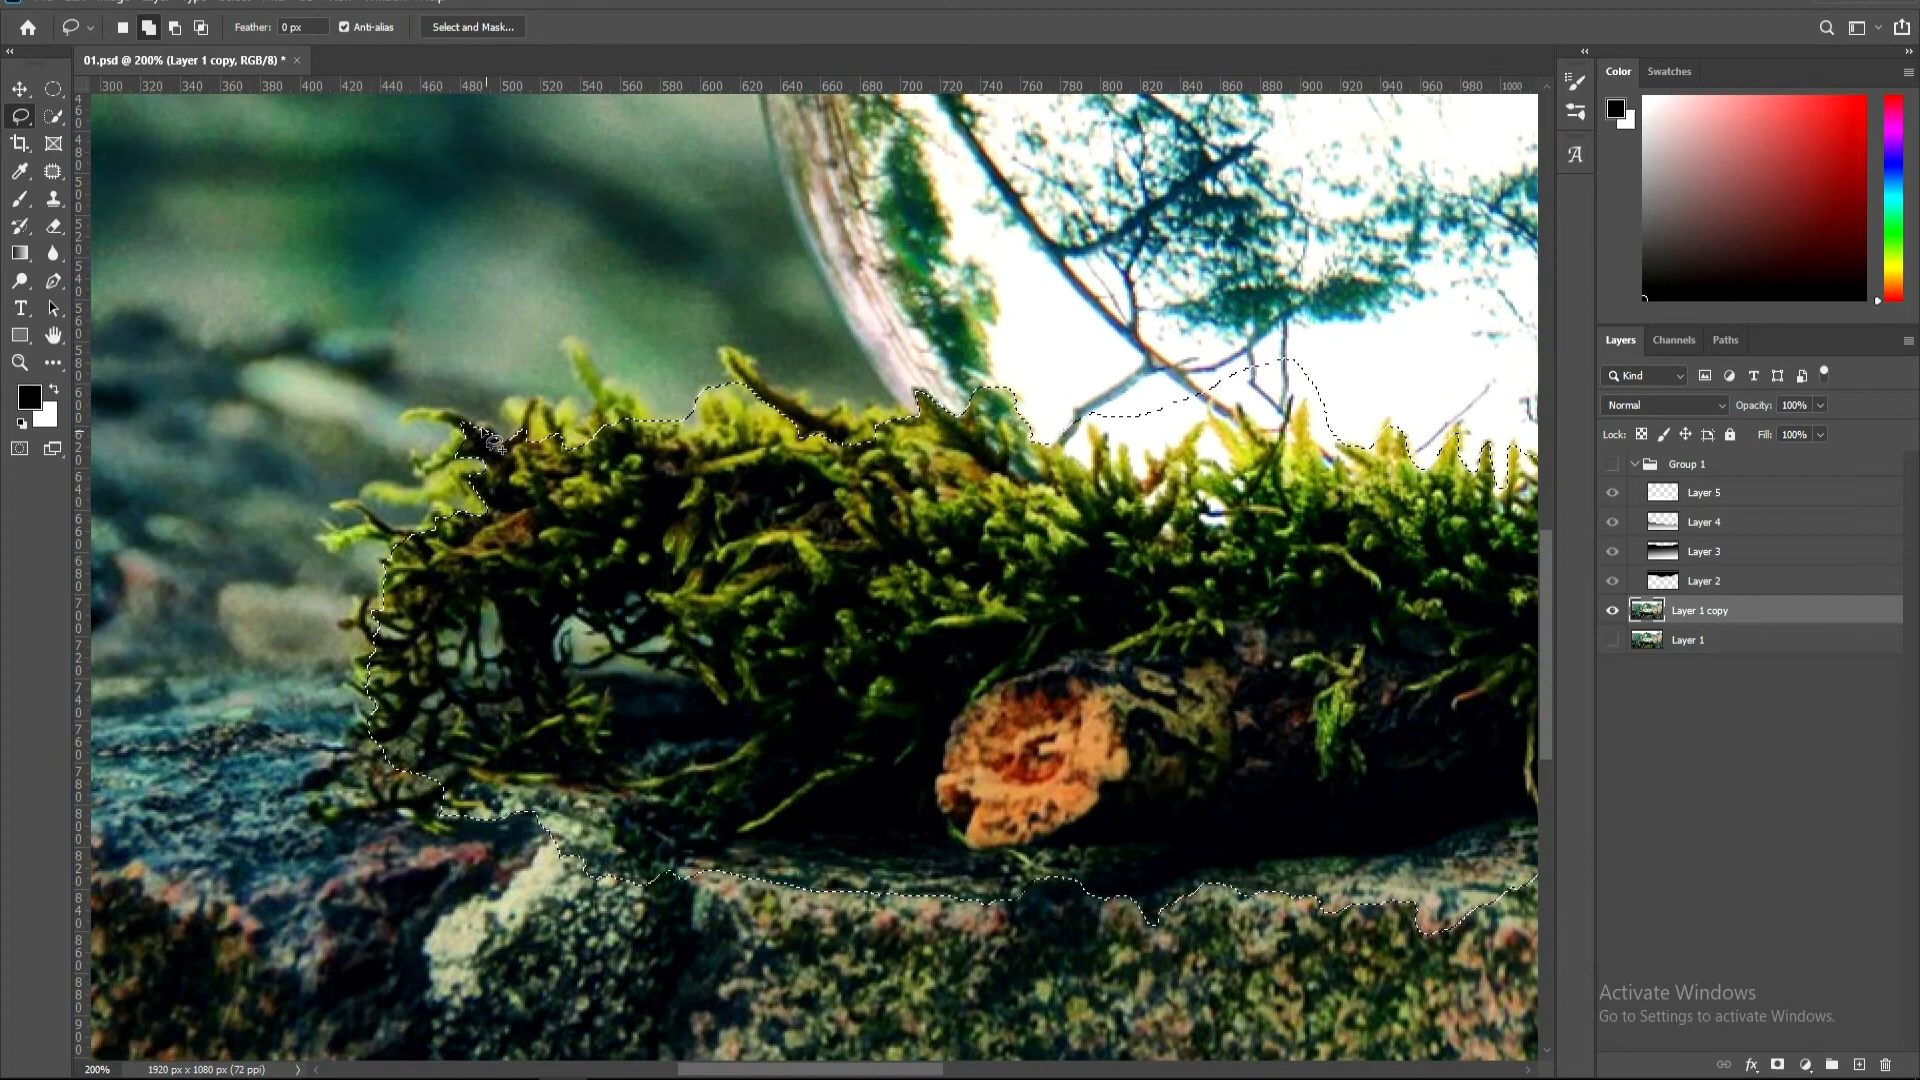 Feather: 0 px Anti-alias Select and Mask...
01.psd @ 200% (Layer 1 copy, RGB/8) * ×
300 320 340 360 380 400 420 440 460 480 500 520 540 560 580 600 620 640 660 680 700 720 740 760 780 800 820 840 860 880 900 920 940 960 980 1000
Color Swatches
Layers Channels Paths
Kind
Normal Opacity: 100%
Lock: Fill: 100%
Group 1
Layer 5
Layer 4
Layer 3
Layer 2
Layer 1 copy
Layer 1
Activate Windows
Go to Settings to activate Windows.
200% 1920 px x 1080 px (72 ppi)